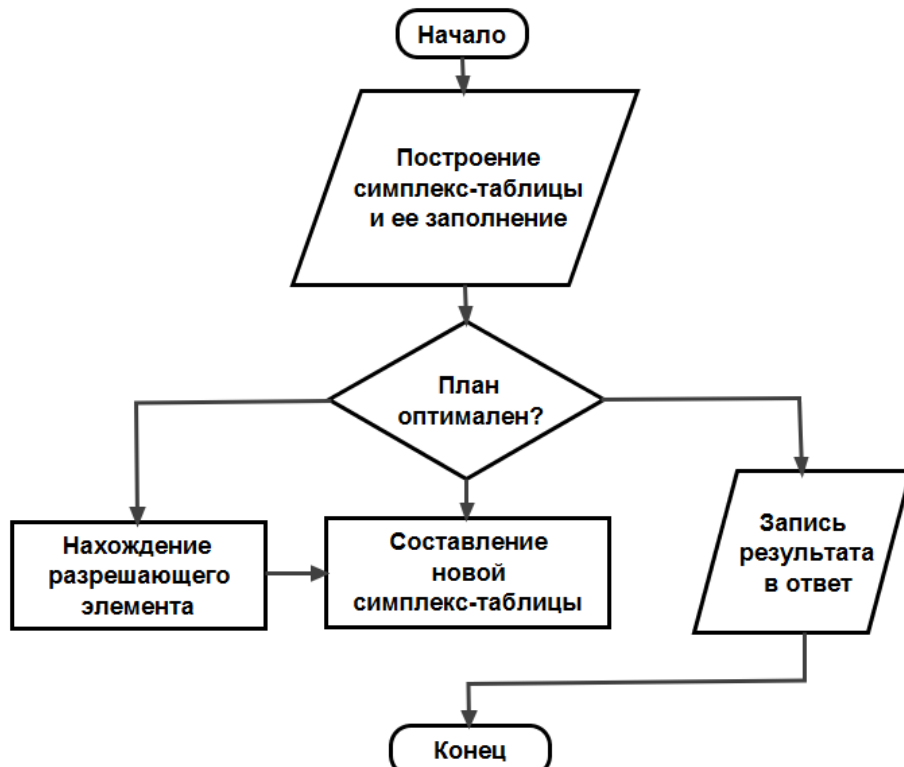 Начало
Построение
симплекс-таблицы
и ее заполнение
План
оптимален?
Нахождение
разрешающего
элемента
Составление
новой
симплекс-таблицы
Запись
результата
в ответ
Конец